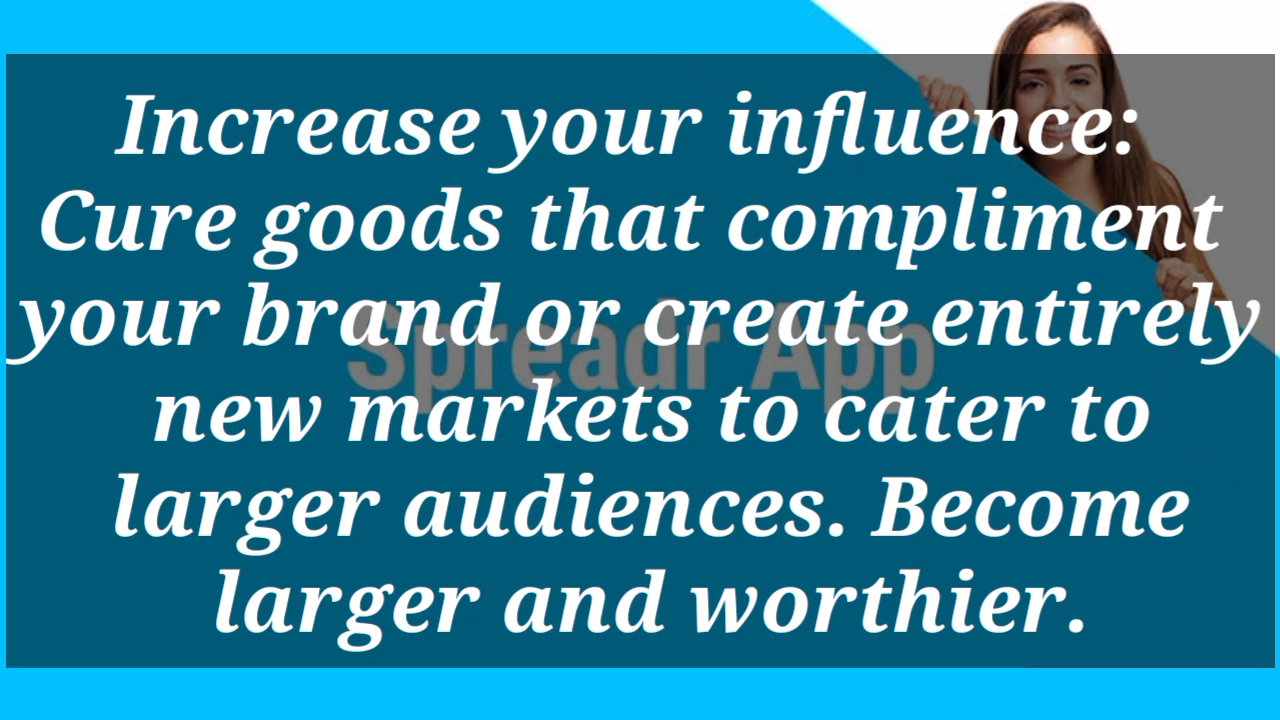 Increase your influence:
Cure goods that compliment
your brand or create entirely
new markets to cater to
larger audiences. Become
larger and worthier.
Spreadr App